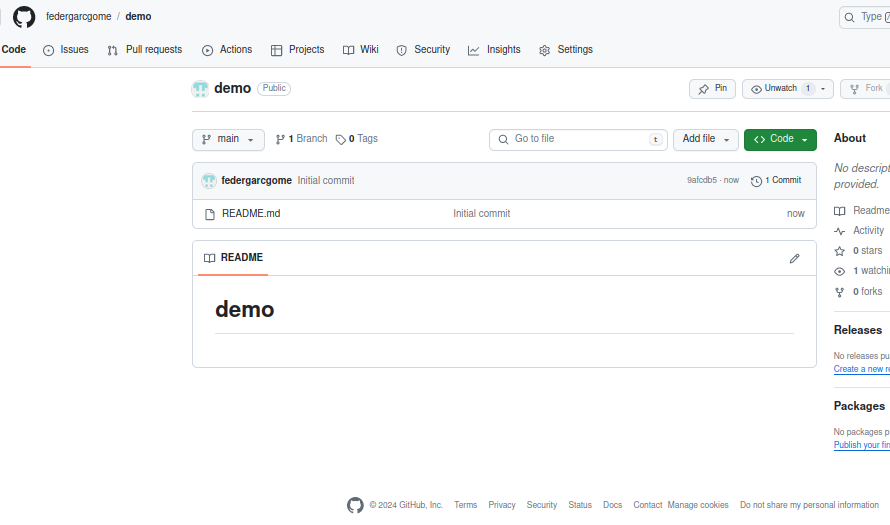 federgarcgome / demo
Type /
Code Issues Pull requests Actions Projects Wiki Security Insights Settings
demo Public
Pin Unwatch 1 Fork
main 1 Branch 0 Tags Go to file t Add file Code
About
federgarcgome Initial commit 9afcdb5 · now 1 Commit
No
provided.
README.md Initial commit now
Readme
Activity
0 stars
1
0 forks
README
demo
Releases
No releases
Create a new
Packages
No packages
Publish your
© 2024 GitHub, Inc. Terms Privacy Security Status Docs Contact Manage cookies Do not share my personal information